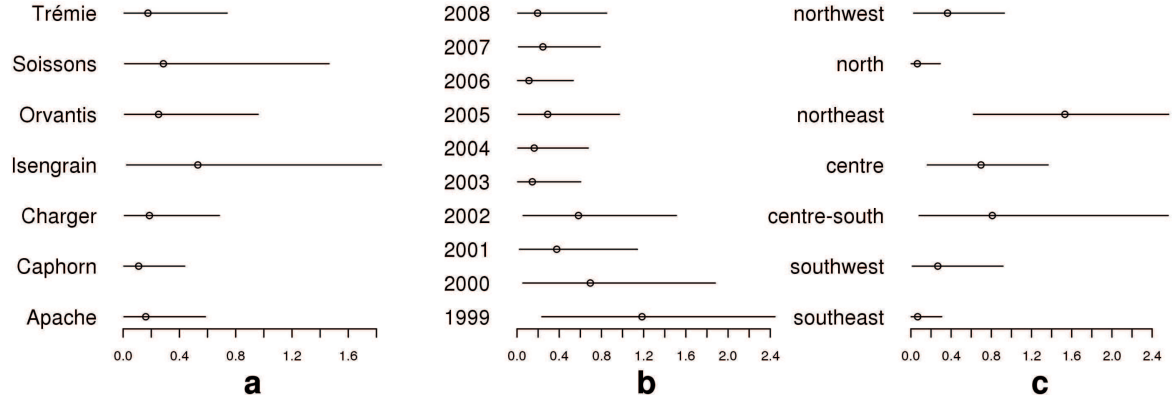 Trémie
Soissons
Orvantis
Isengrain
Charger
Caphorn
Apache
0.0 0.4 0.8 1.2 1.6
a
2008
2007
2006
2005
2004
2003
2002
2001
2000
1999
0.0 0.4 0.8 1.2 1.6 2.0 2.4
b
northwest
north
northeast
centre
centre-south
southwest
southeast
0.0 0.4 0.8 1.2 1.6 2.0 2.4
c